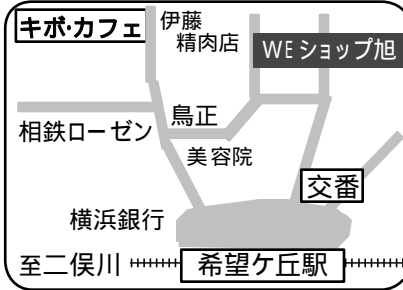 キボ・カフェ
伊藤
精肉店
WEショップ旭
相鉄ローゼン
鳥正
美容院
交番
横浜銀行
至二俣川
希望ケ丘駅